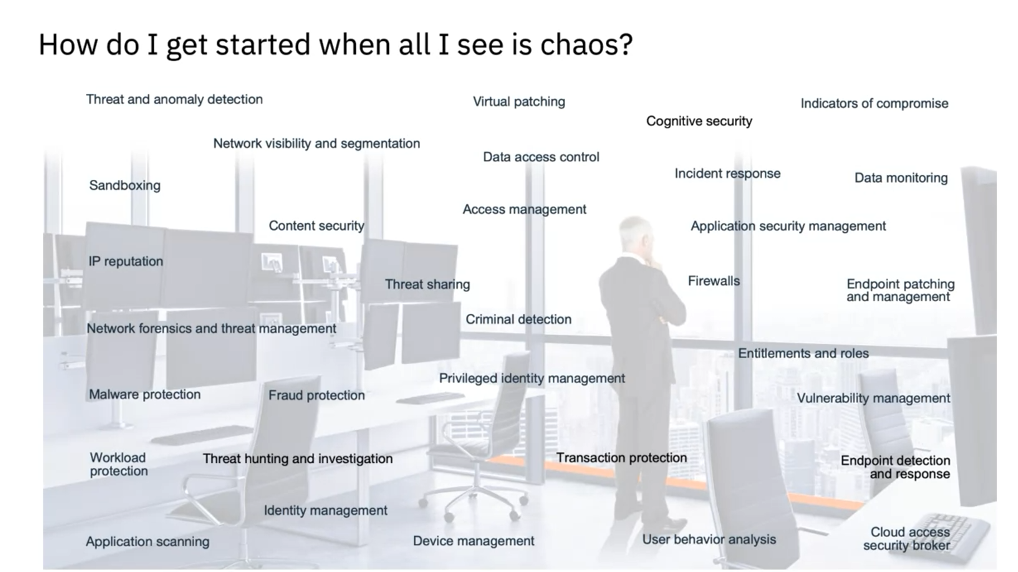 How do I get started when all I see is chaos?
Threat and anomaly detection
Virtual patching
Indicators of compromise
Cognitive security
Network visibility and segmentation
Data access control
Incident response
Data monitoring
Sandboxing
Access management
Content security
Application security management
IP reputation
Threat sharing
Firewalls
Endpoint patching
and management
Criminal detection
Network forensics and threat management
Entitlements and roles
Privileged identity management
Malware protection
Fraud protection
Vulnerability management
Workload
protection
Threat hunting and investigation
Transaction protection
Endpoint detection
and response
Identity management
Application scanning
Device management
User behavior analysis
Cloud access
security broker